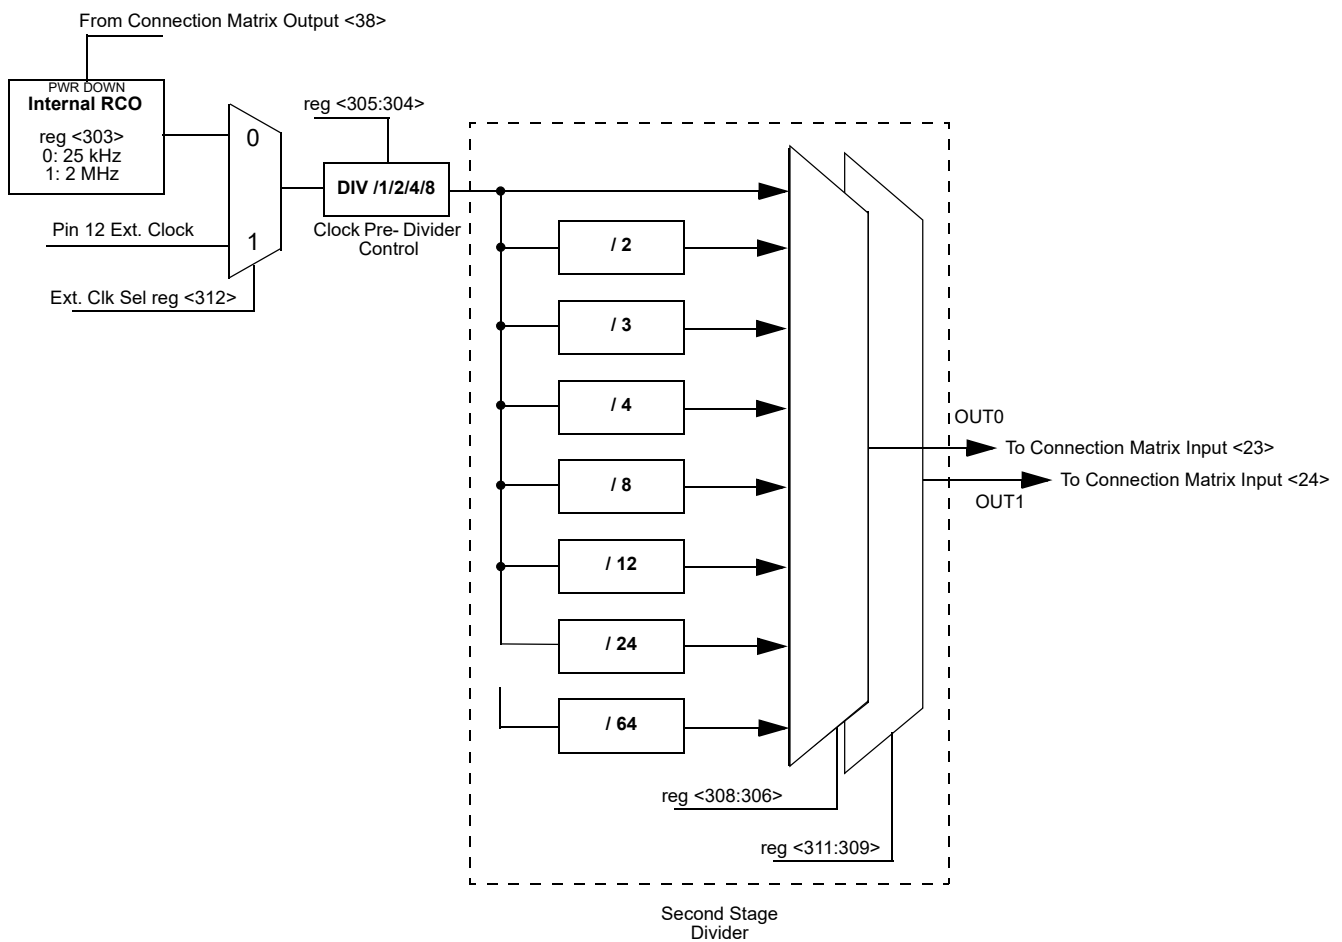 From Connection Matrix Output <38>
PWR DOWN
Internal RCO
reg <303>
0: 25 kHz
1: 2 MHz
0
1
Pin 12 Ext. Clock
Ext. Clk Sel reg <312>
reg <305:304>
DIV /1/2/4/8
Clock Pre- Divider
Control
/ 2
/ 3
/ 4
/ 8
/ 12
/ 24
/ 64
OUT0
To Connection Matrix Input <23>
To Connection Matrix Input <24>
OUT1
reg <308:306>
reg <311:309>
Second Stage
Divider